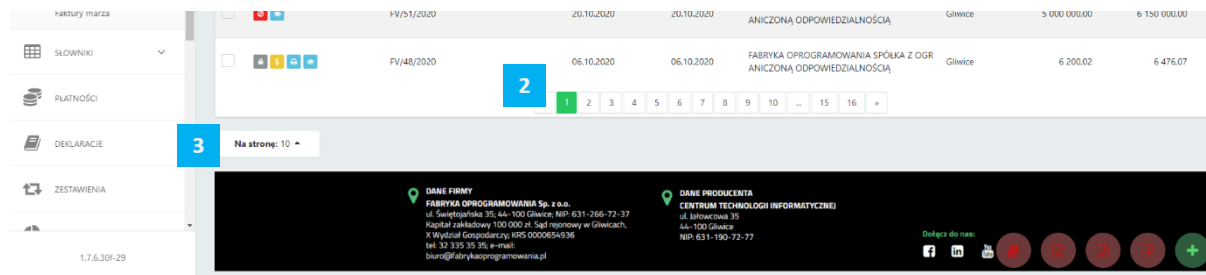 Faktury marża
FV/51/2020 20.10.2020 20.10.2020 ANICZONĄ ODPOWIEDZIALNOŚCIĄ Gliwice 5 000 000,00 6 150 000,00
SŁOWNIKI
FV/48/2020 06.10.2020 06.10.2020 FABRYKA OPROGRAMOWANIA SPÓŁKA Z OGR
ANICZONĄ ODPOWIEDZIALNOŚCIĄ Gliwice 6 200,02 6 476,07
PŁATNOŚCI
2
1 2 3 4 5 6 7 8 9 10 ... 15 16 »
DEKLARACJE
3
Na stronę: 10
ZESTAWIENIA
DANE FIRMY
FABRYKA OPROGRAMOWANIA Sp. z o.o.
ul. Świętojańska 35; 44-100 Gliwice; NIP: 631-266-72-37
Kapitał zakładowy 100 000 zł. Sąd rejonowy w Gliwicach,
X Wydział Gospodarczy; KRS 0000654936
tel: 32 335 35 35; e-mail:
biuro@fabrykaoprogramowania.pl
DANE PRODUCENTA
CENTRUM TECHNOLOGII INFORMATYCZNEJ
ul. Jałowcowa 35
44-100 Gliwice
NIP: 631-190-72-77
Dołącz do nas:
1.7.6.30f-29